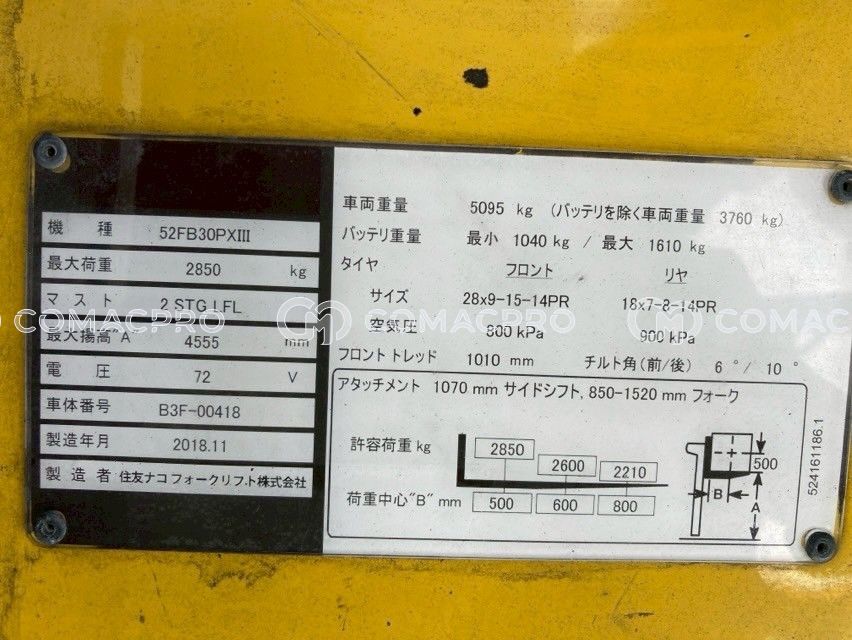 機種 52FB30PXIII
最大荷重 2850 kg
マスト 2 STG LFL
最大揚高"A 4555 mm
電圧 72 V
車体番号 B3F-00418
製造年月 2018.11
製造者 住友ナコフォークリフト株式会社
車両重量 5095 kg (バッテリを除く車両重量 3760 kg)
バッテリ重量 最小 1040 kg / 最大 1610 kg
タイヤ フロント リヤ
サイズ 28x9-15-14PR 18x7-8-14PR
空気圧 800 kPa 900 kPa
フロントトレッド 1010 mm チルト角(前/後) 6 °/ 10 °
アタッチメント 1070 mm サイドシフト, 850-1520 mm フォーク
許容荷重 kg 2850 2600 2210
荷重中心"B" mm 500 600 800
500
B
A
524161186.1
COMACPRO COMACPRO COMACPRO